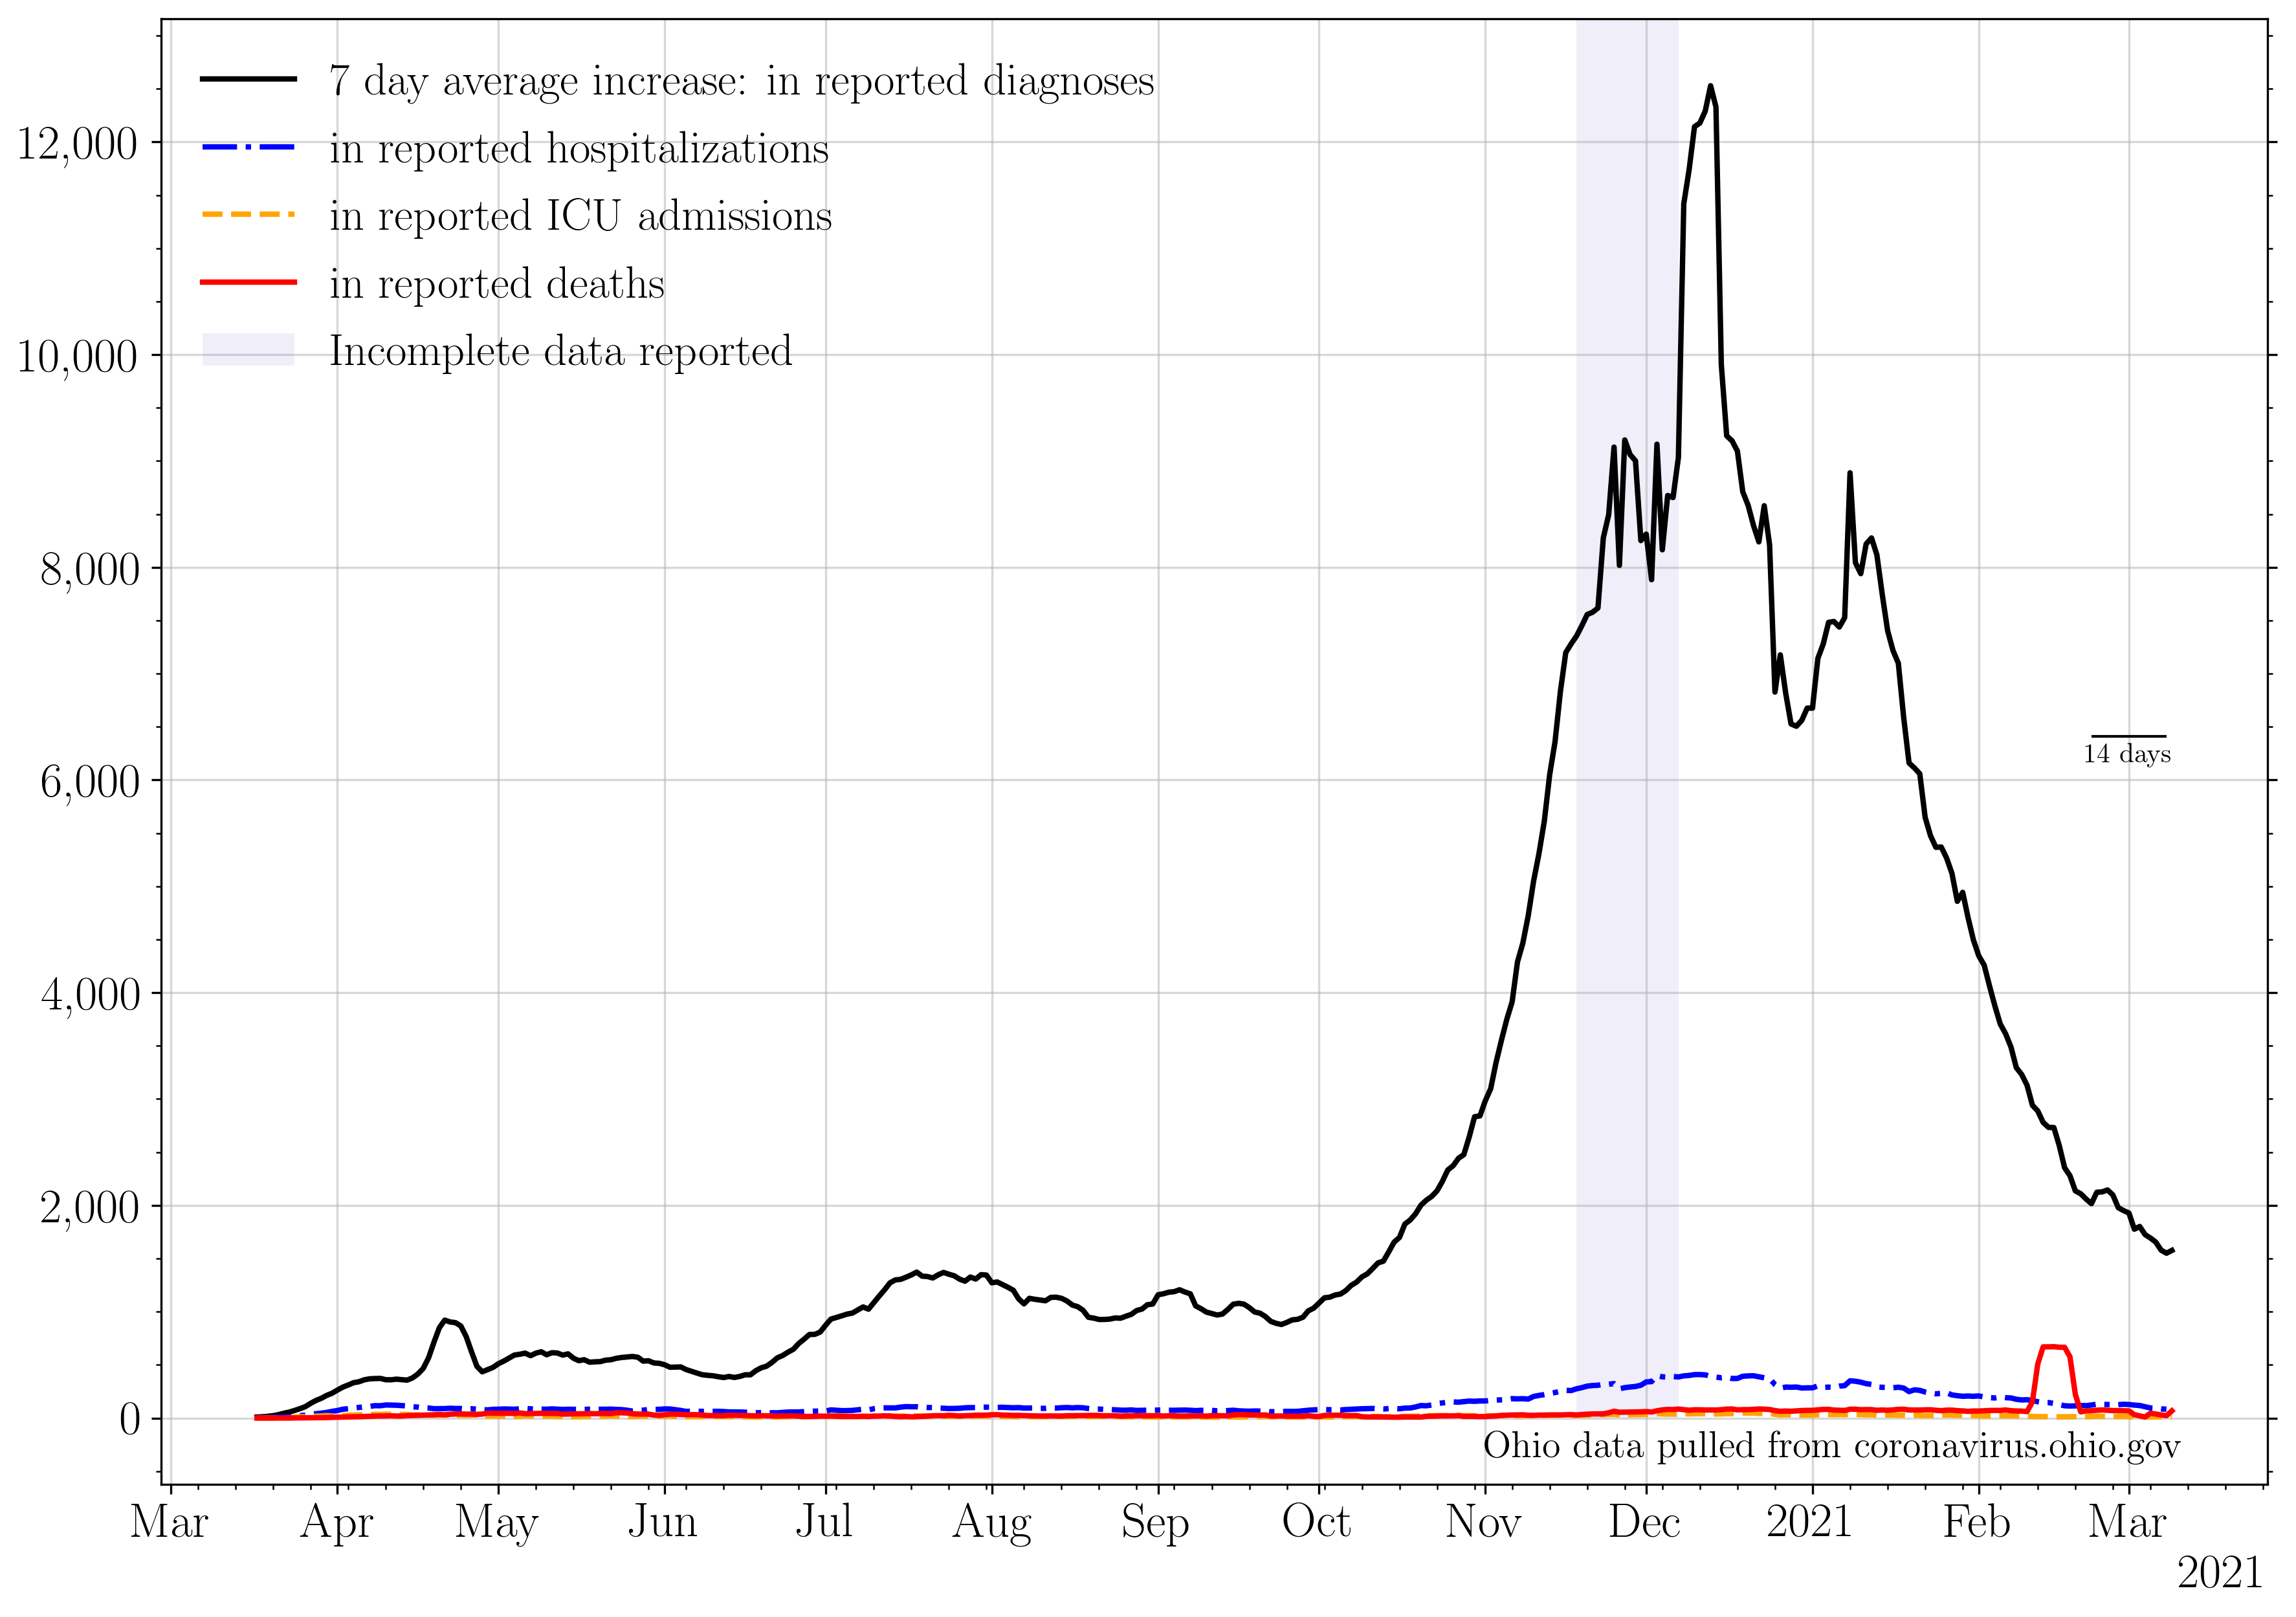 7 day average increase: in reported diagnoses
in reported hospitalizations
in reported ICU admissions
in reported deaths
Incomplete data reported
12,000
10,000
8,000
6,000
4,000
2,000
0
14 days
Ohio data pulled from coronavirus.ohio.gov
Mar Apr May Jun Jul Aug Sep Oct Nov Dec 2021 Feb Mar
2021